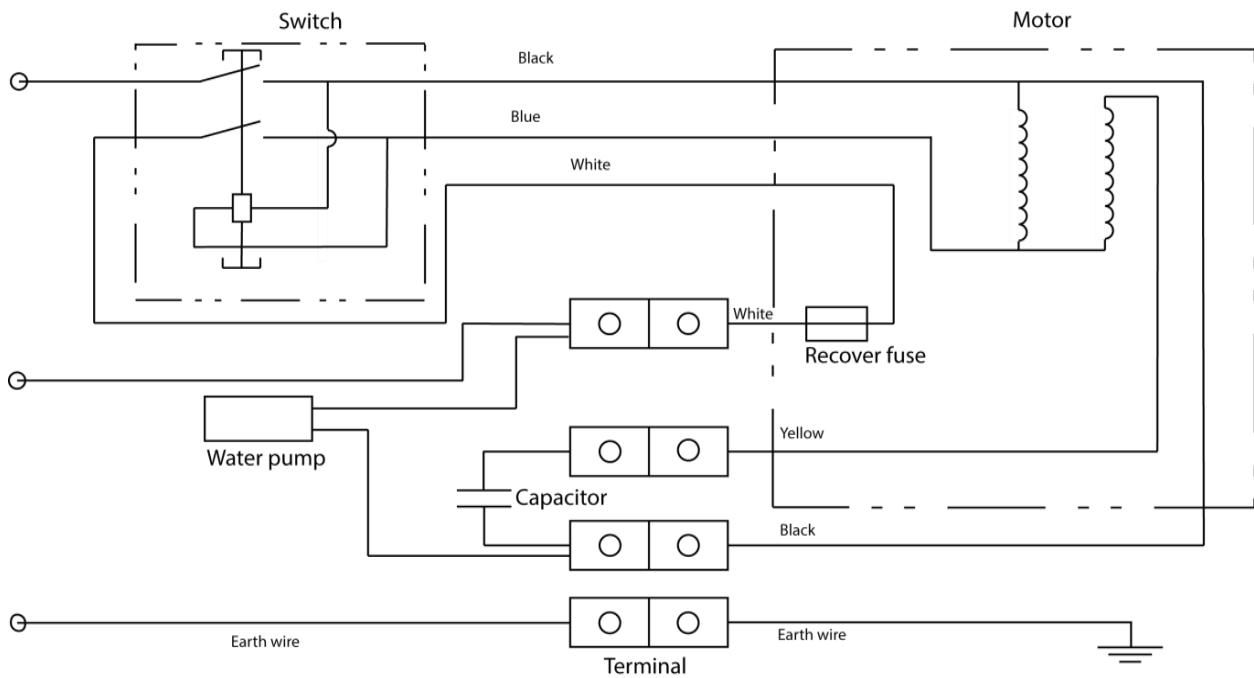 Switch
Motor
Black
Blue
White
White
Recover fuse
Water pump
Yellow
Capacitor
Black
Earth wire
Earth wire
Terminal